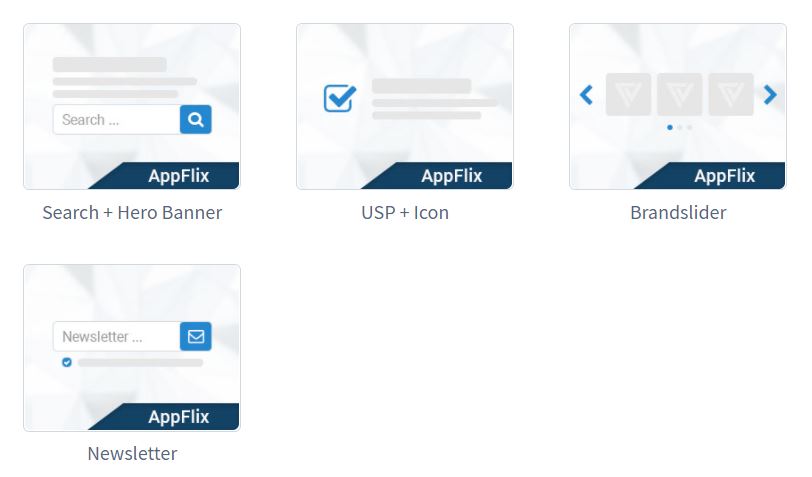 Search ...
AppFlix
Search + Hero Banner
AppFlix
USP + Icon
AppFlix
Brandslider
Newsletter ...
AppFlix
Newsletter